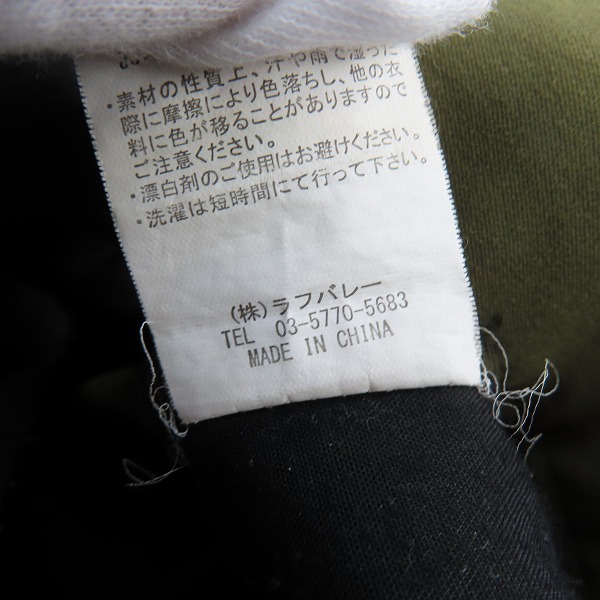 ・素材の性質上、汗や雨で湿った
際に摩擦により色落ちし、他の衣
料に色が移ることがありますので
ご注意ください。
・漂白剤のご使用はお避けください。
・洗濯は短時間にて行って下さい。
(株)ラフバレー
TEL 03-5770-5683
MADE IN CHINA